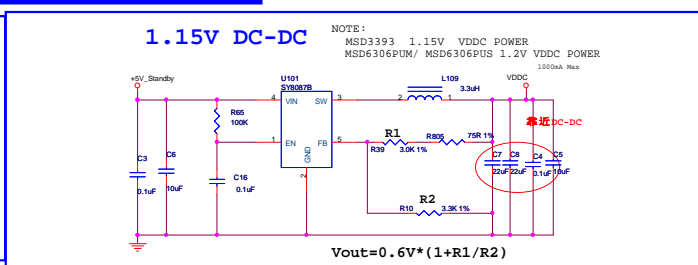 1.15V DC-DC
NOTE:
MSD3393 1.15V VDDC POWER
MSD6306PUM/ MSD6306PUS 1.2V VDDC POWER
1000mA Max
+5V_Standby
U101
SY8087B
L109
3.3uH
VDDC
4 VIN SW 3
2 1
靠近DC-DC
R65
100K
1 EN FB 5
GND
2
R1
R39 3.0K 1%
R805 75R 1%
C3
0.1uF
C6
10uF
C16
0.1uF
C7
22uF
C8
22uF
C4
0.1uF
C5
10uF
R2
R10 3.3K 1%
Vout=0.6V*(1+R1/R2)